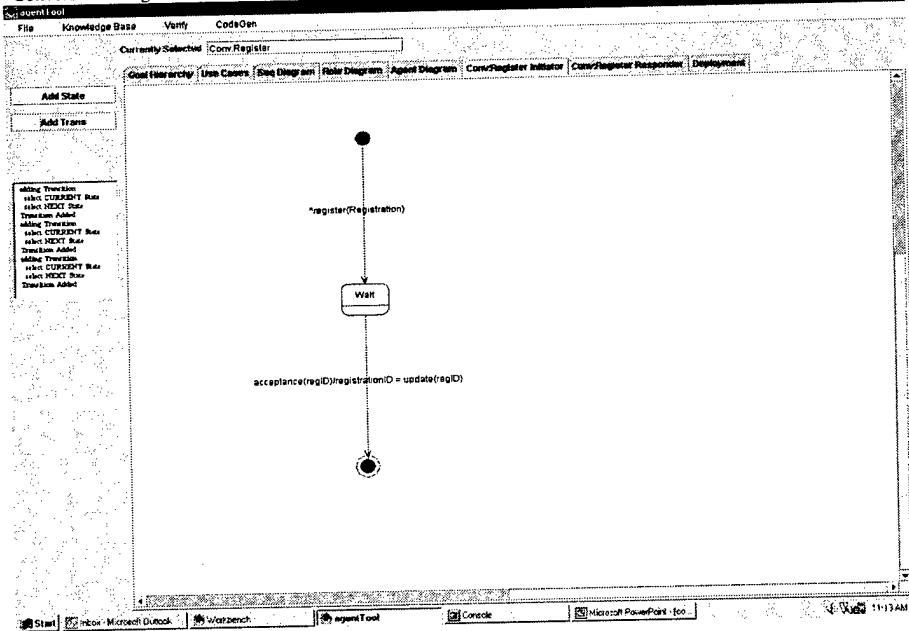 agentTool
File Knowledge Base Verify CodeGen
Currently Selected Conv:Register
Goal Hierarchy Use Cases Seq Diagram Role Diagram Agent Diagram Conv:Register Initiator Conv:Register Responder Deployment
Add State
Add Trans
adding Transition
select CURRENT State
select NEXT State
Transition Added
adding Transition
select CURRENT State
select NEXT State
Transition Added
adding Transition
select CURRENT State
select NEXT State
Transition Added
^register(Registration)
Wait
acceptance(regID)/registrationID = update(regID)
Start Inbox - Microsoft Outlook Workbench agentTool Console Microsoft PowerPoint - [co... 11:13 AM